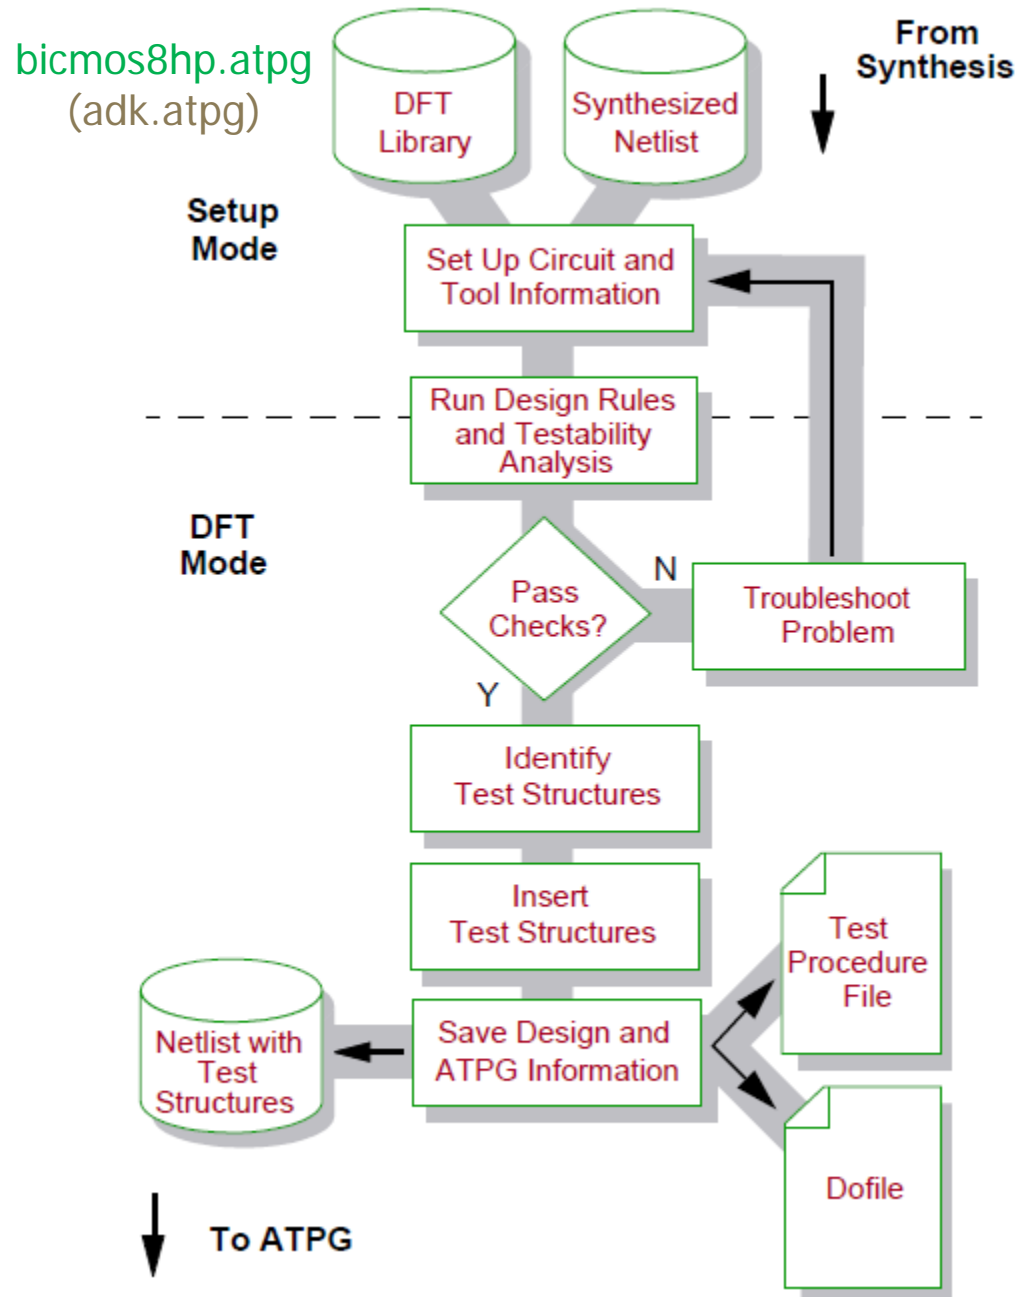 bicmos8hp.atpg
(adk.atpg)
DFT
Library
Synthesized
Netlist
From
Synthesis
Setup
Mode
Set Up Circuit and
Tool Information
Run Design Rules
and Testability
Analysis
DFT
Mode
Pass
Checks?
N
Troubleshoot
Problem
Y
Identify
Test Structures
Insert
Test Structures
Test
Procedure
File
Save Design and
ATPG Information
Netlist with
Test
Structures
Dofile
To ATPG